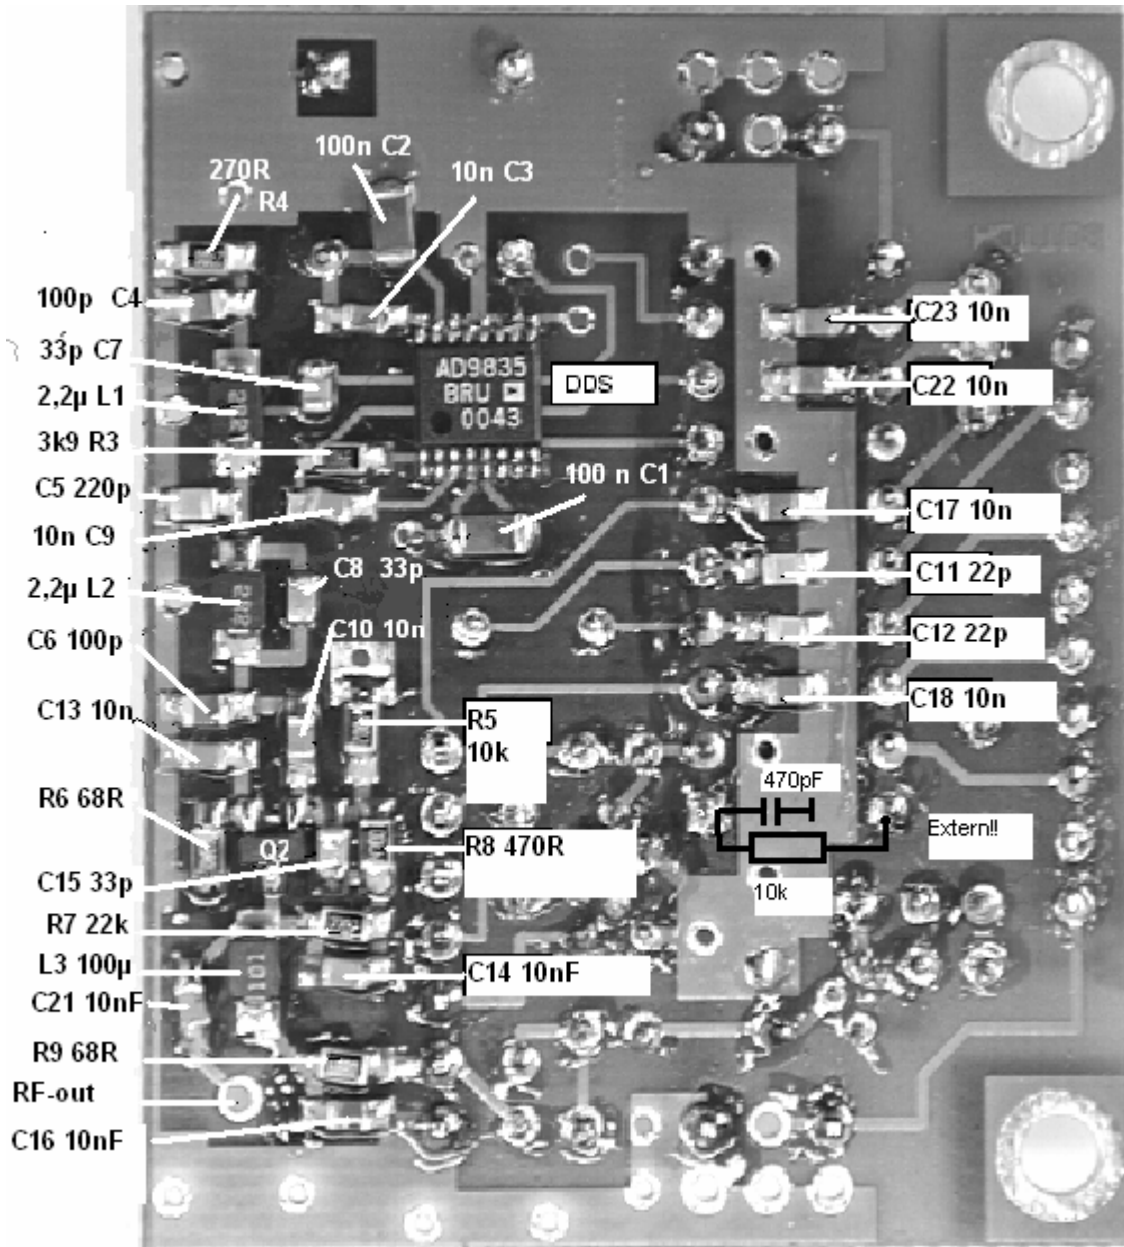 100n C2
270R
R4
10n C3
100p C4
C23 10n
33p C7
AD9835
BRU
0043
DDS
C22 10n
2,2µ L1
3k9 R3
C5 220p
100 n C1
C17 10n
10n C9
C8 33p
C11 22p
2,2µ L2
C10 10n
C12 22p
C6 100p
C18 10n
C13 10n
R5
10k
470pF
R6 68R
Extern!!
Q2
R8 470R
C15 33p
10k
R7 22k
L3 100µ
101
C14 10nF
C21 10nF
R9 68R
RF-out
C16 10nF